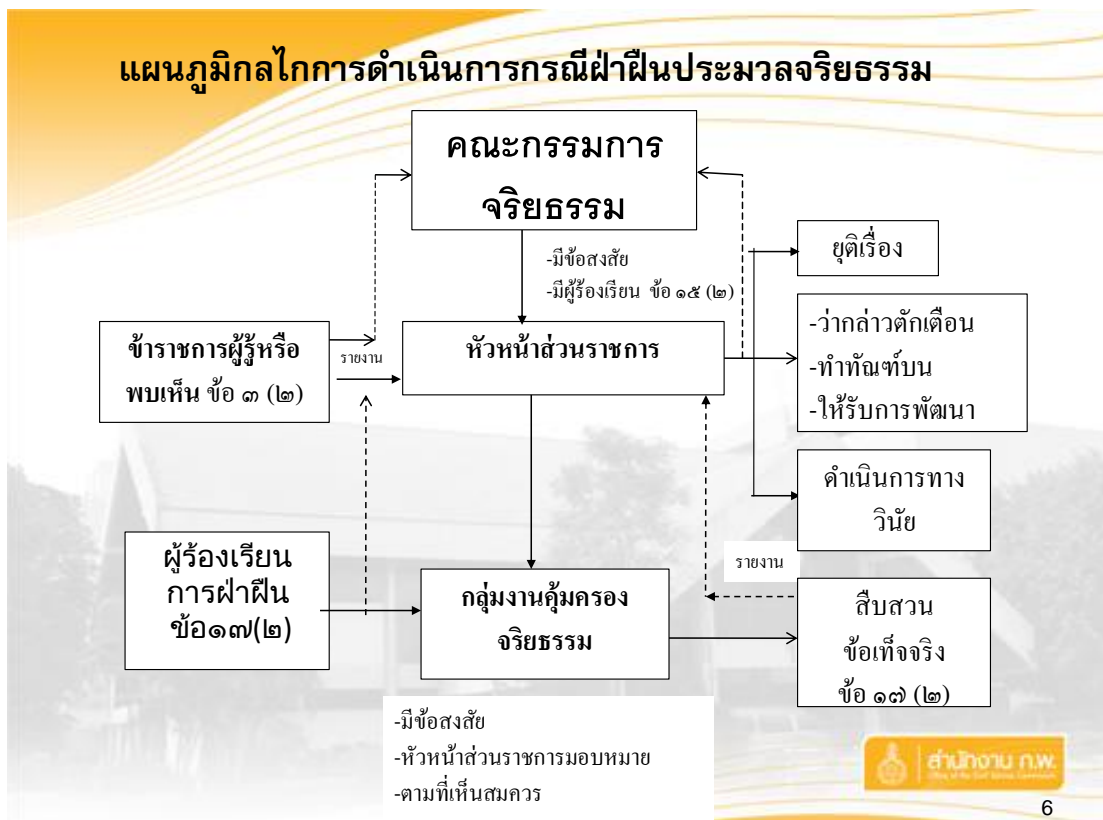 แผนภูมิกลไกการดำเนินการกรณีฝ่าฝืนประมวลจริยธรรม
คณะกรรมการ
จริยธรรม
-มีข้อสงสัย
-มีผู้ร้องเรียน ข้อ ๑๕ (๒)
ยุติเรื่อง
ข้าราชการผู้รู้หรือ
พบเห็น ข้อ ๓ (๒)
รายงาน
หัวหน้าส่วนราชการ
-ว่ากล่าวตักเตือน
-ทำทัณฑ์บน
-ให้รับการพัฒนา
ดำเนินการทาง
วินัย
ผู้ร้องเรียน
การฝ่าฝืน
ข้อ๑๗(๒)
กลุ่มงานคุ้มครอง
จริยธรรม
รายงาน
สืบสวน
ข้อเท็จจริง
ข้อ ๑๗ (๒)
-มีข้อสงสัย
-หัวหน้าส่วนราชการมอบหมาย
-ตามที่เห็นสมควร
สำนักงาน ก.พ.
Office of the Civil Service Commission
6